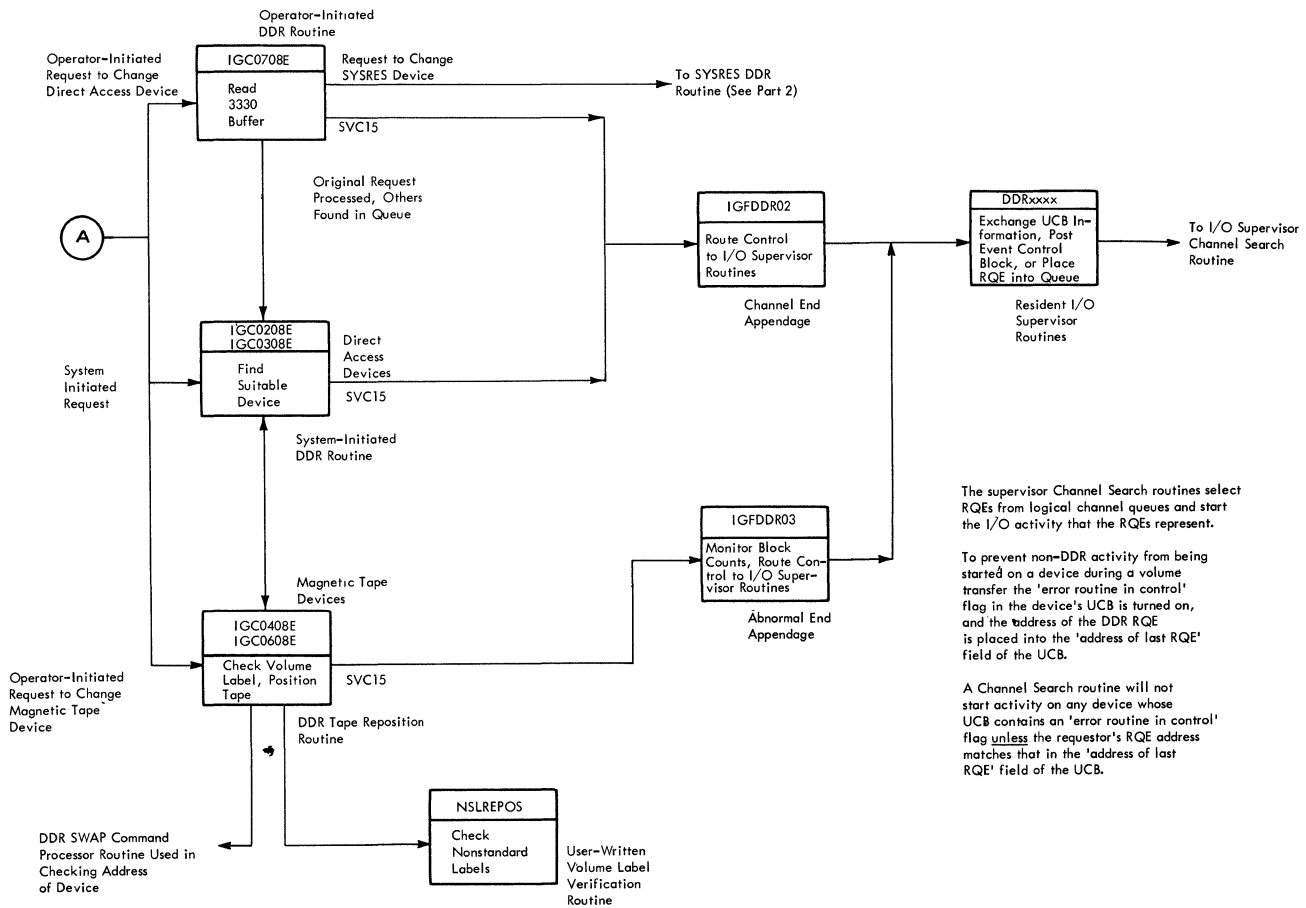 Operator-Initiated
DDR Routine
Operator-Initiated
Request to Change
Direct Access Device
IGC0708E
Read
3330
Buffer
Request to Change
SYSRES Device
To SYSRES DDR
Routine (See Part 2)
SVC15
Original Request
Processed, Others
Found in Queue
A
IGFDDR02
Route Control
to I/O Supervisor
Routines
Channel End
Appendage
DDRxxxx
Exchange UCB In-
formation, Post
Event Control
Block, or Place
RQE into Queue
Resident I/O
Supervisor
Routines
To I/O Supervisor
Channel Search
Routine
System
Initiated
Request
IGC0208E
IGC0308E
Find
Suitable
Device
Direct
Access
Devices
SVC15
System-Initiated
DDR Routine
Magnetic Tape
Devices
IGC0408E
IGC0608E
Check Volume
Label, Position
Tape
SVC15
Operator-Initiated
Request to Change
Magnetic Tape
Device
DDR Tape Reposition
Routine
IGFDDR03
Monitor Block
Counts, Route Con-
trol to I/O Super-
visor Routines
Abnormal End
Appendage
The supervisor Channel Search routines select
RQEs from logical channel queues and start
the I/O activity that the RQEs represent.
To prevent non-DDR activity from being
started on a device during a volume
transfer the 'error routine in control'
flag in the device's UCB is turned on,
and the address of the DDR RQE
is placed into the 'address of last RQE'
field of the UCB.
A Channel Search routine will not
start activity on any device whose
UCB contains an 'error routine in control'
flag unless the requestor's RQE address
matches that in the 'address of last
RQE' field of the UCB.
DDR SWAP Command
Processor Routine Used in
Checking Address
of Device
NSLREPOS
Check
Nonstandard
Labels
User-Written
Volume Label
Verification
Routine